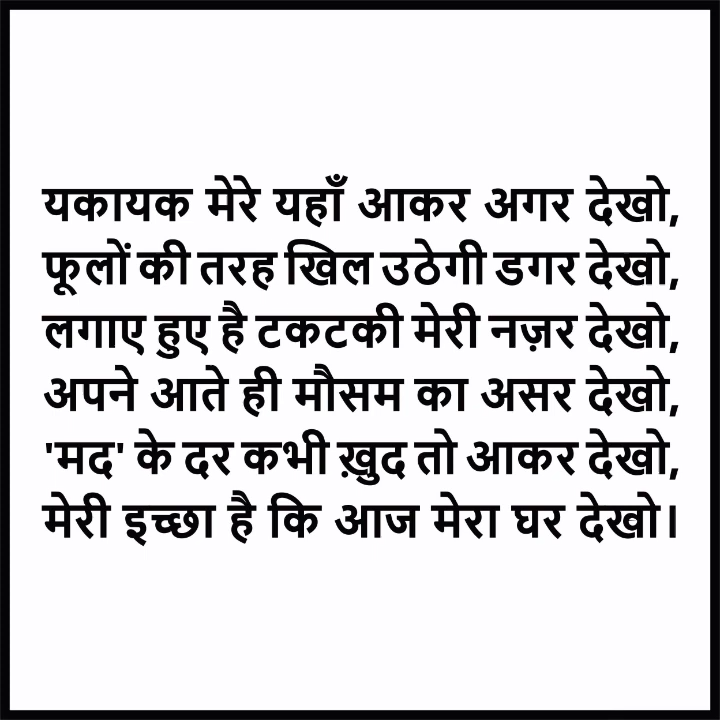 यकायक मेरे यहाँ आकर अगर देखो,
फूलों की तरह खिल उठेगी डगर देखो,
लगाए हुए है टकटकी मेरी नज़र देखो,
अपने आते ही मौसम का असर देखो,
'मद' के दर कभी ख़ुद तो आकर देखो,
मेरी इच्छा है कि आज मेरा घर देखो।